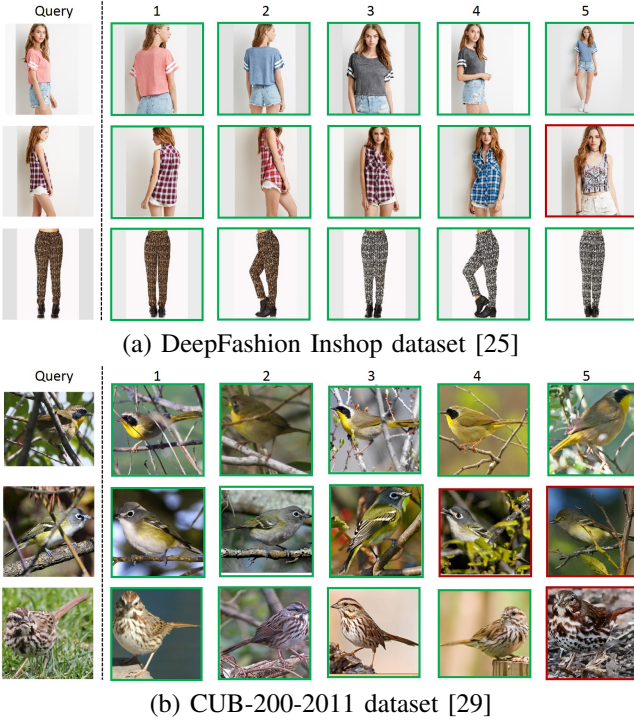 Query 1 2 3 4 5
(a) DeepFashion Inshop dataset [25]
Query 1 2 3 4 5
(b) CUB-200-2011 dataset [29]